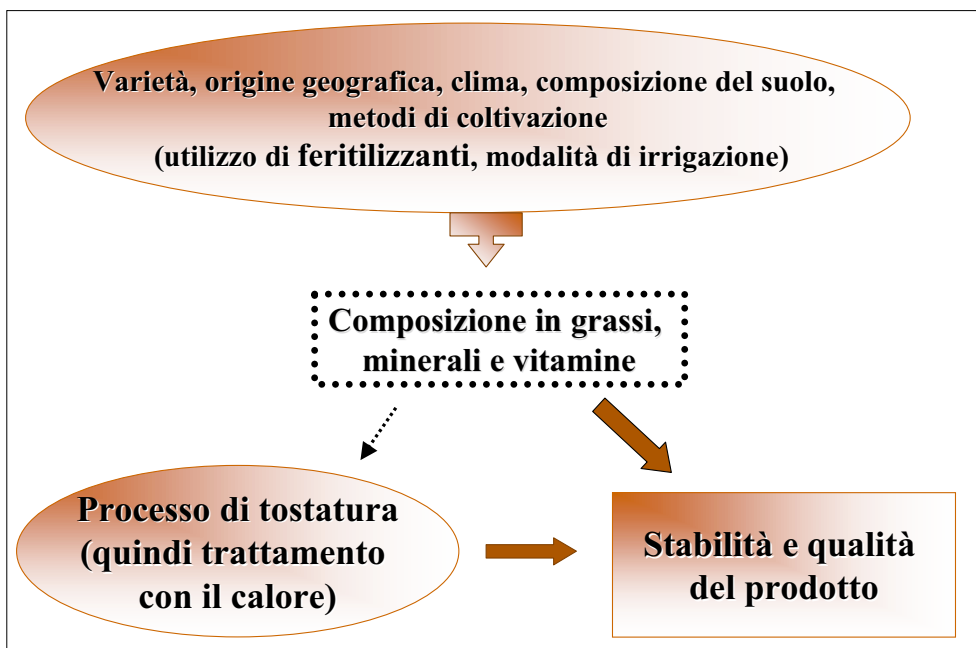 Varietà, origine geografica, clima, composizione del suolo,
metodi di coltivazione
(utilizzo di feritilizzanti, modalità di irrigazione)
Composizione in grassi,
minerali e vitamine
Processo di tostatura
(quindi trattamento
con il calore)
Stabilità e qualità
del prodotto